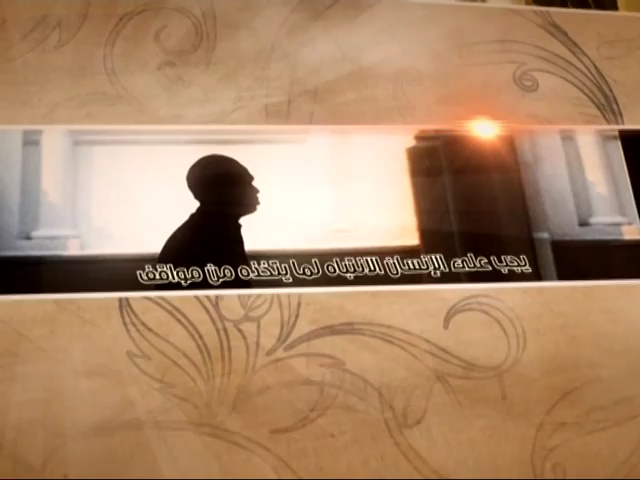 يجب على الإنسان الانتباه لما يتخذه من مواقف